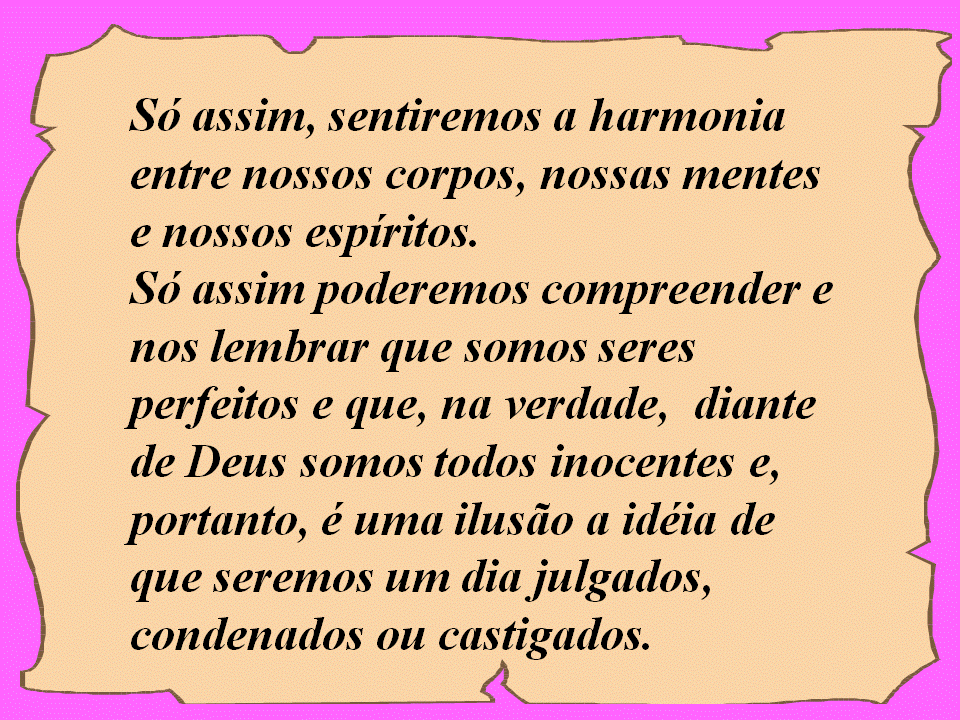 Só assim, sentiremos a harmonia
entre nossos corpos, nossas mentes
e nossos espíritos.
Só assim poderemos compreender e
nos lembrar que somos seres
perfeitos e que, na verdade,  diante
de Deus somos todos inocentes e,
portanto, é uma ilusão a idéia de
que seremos um dia julgados,
condenados ou castigados.